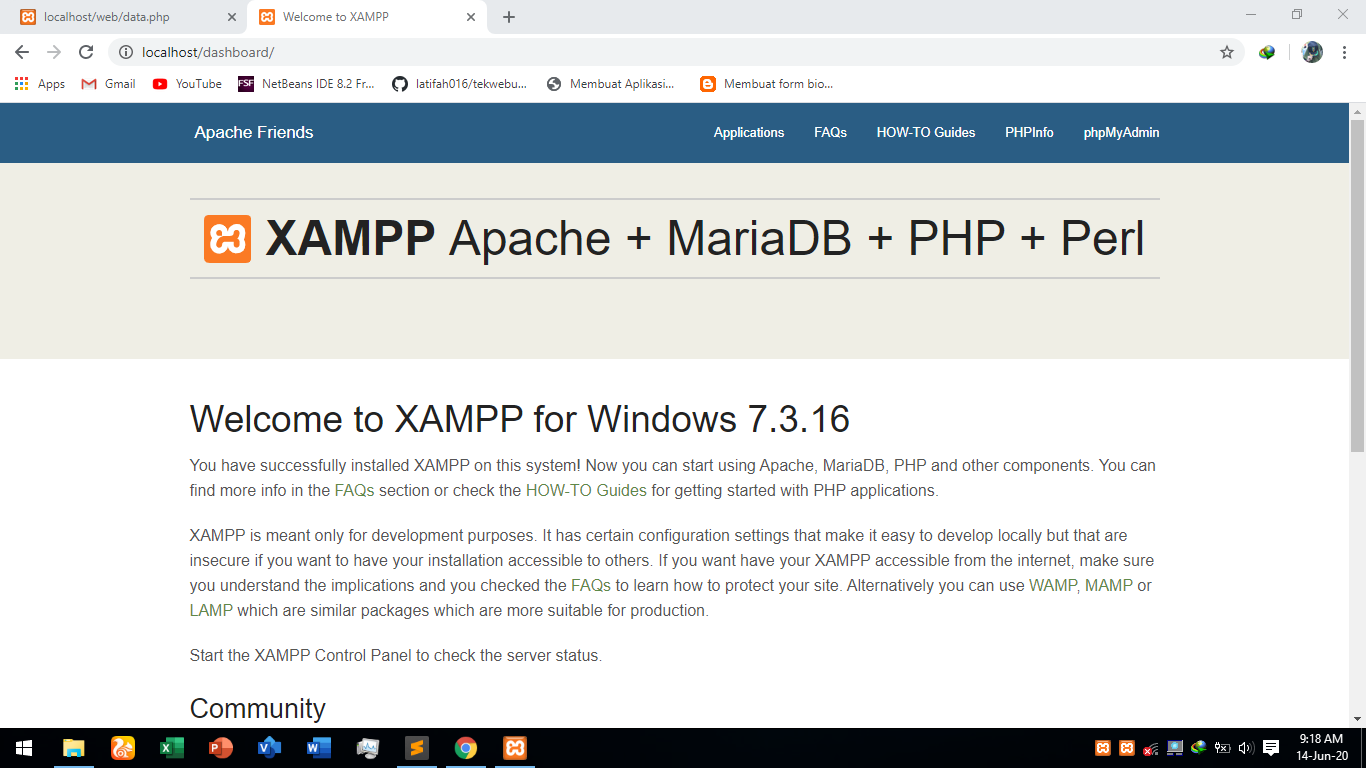 localhost/web/data.php
Welcome to XAMPP
localhost/dashboard/
Apps Gmail YouTube FSF NetBeans IDE 8.2 Fr... latifah016/tekwebu... Membuat Aplikasi... Membuat form bio...
Apache Friends Applications FAQs HOW-TO Guides PHPInfo phpMyAdmin
XAMPP Apache + MariaDB + PHP + Perl
Welcome to XAMPP for Windows 7.3.16
You have successfully installed XAMPP on this system! Now you can start using Apache, MariaDB, PHP and other components. You can
find more info in the FAQs section or check the HOW-TO Guides for getting started with PHP applications.
XAMPP is meant only for development purposes. It has certain configuration settings that make it easy to develop locally but that are
insecure if you want to have your installation accessible to others. If you want have your XAMPP accessible from the internet, make sure
you understand the implications and you checked the FAQs to learn how to protect your site. Alternatively you can use WAMP, MAMP or
LAMP which are similar packages which are more suitable for production.
Start the XAMPP Control Panel to check the server status.
Community
9:18 AM
14-Jun-20